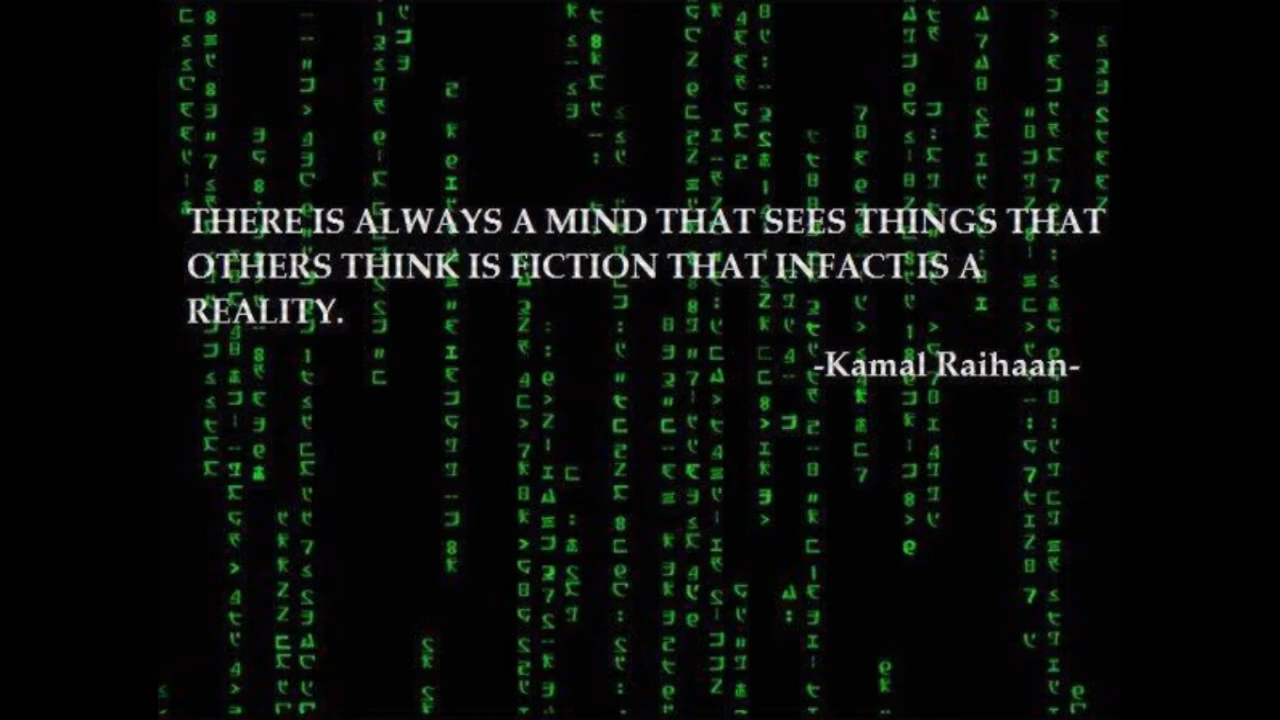 THERE IS ALWAYS A MIND THAT SEES THINGS THAT
OTHERS THINK IS FICTION THAT INFACT IS A
REALITY.
-Kamal Raihaan-